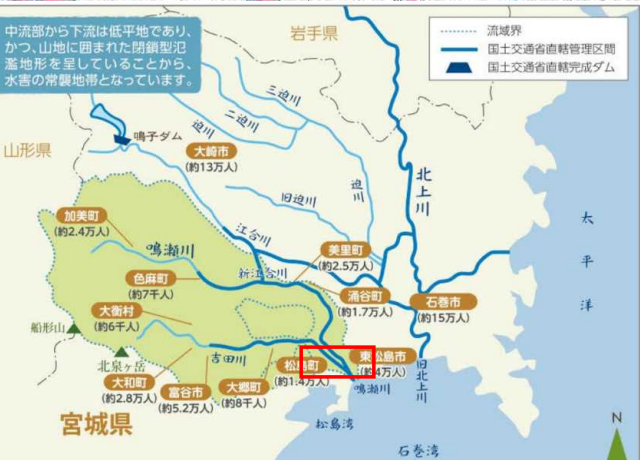 中流部から下流は低平地であり、
かつ、山地に囲まれた閉鎖型氾
濫地形を呈していることから、
水害の常襲地帯となっています。
岩手県
流域界
国土交通省直轄管理区間
国土交通省直轄完成ダム
三迫川
二迫川
迫川
鳴子ダム
山形県
大崎市
(約13万人)
迫川
旧迫川
北上川
太平洋
加美町
(約2.4万人)
鳴瀬川
江合川
美里町
(約2.5万人)
色麻町
(約7千人)
新江合川
涌谷町
(約1.7万人)
石巻市
(約15万人)
大衡村
(約6千人)
船形山
北泉ヶ岳
吉田川
松島町
(約1.4万人)
東松島市
(約4万人)
旧北上川
大和町
(約2.8万人)
富谷市
(約5.2万人)
大郷町
(約8千人)
鳴瀬川
宮城県
松島湾
石巻湾
N